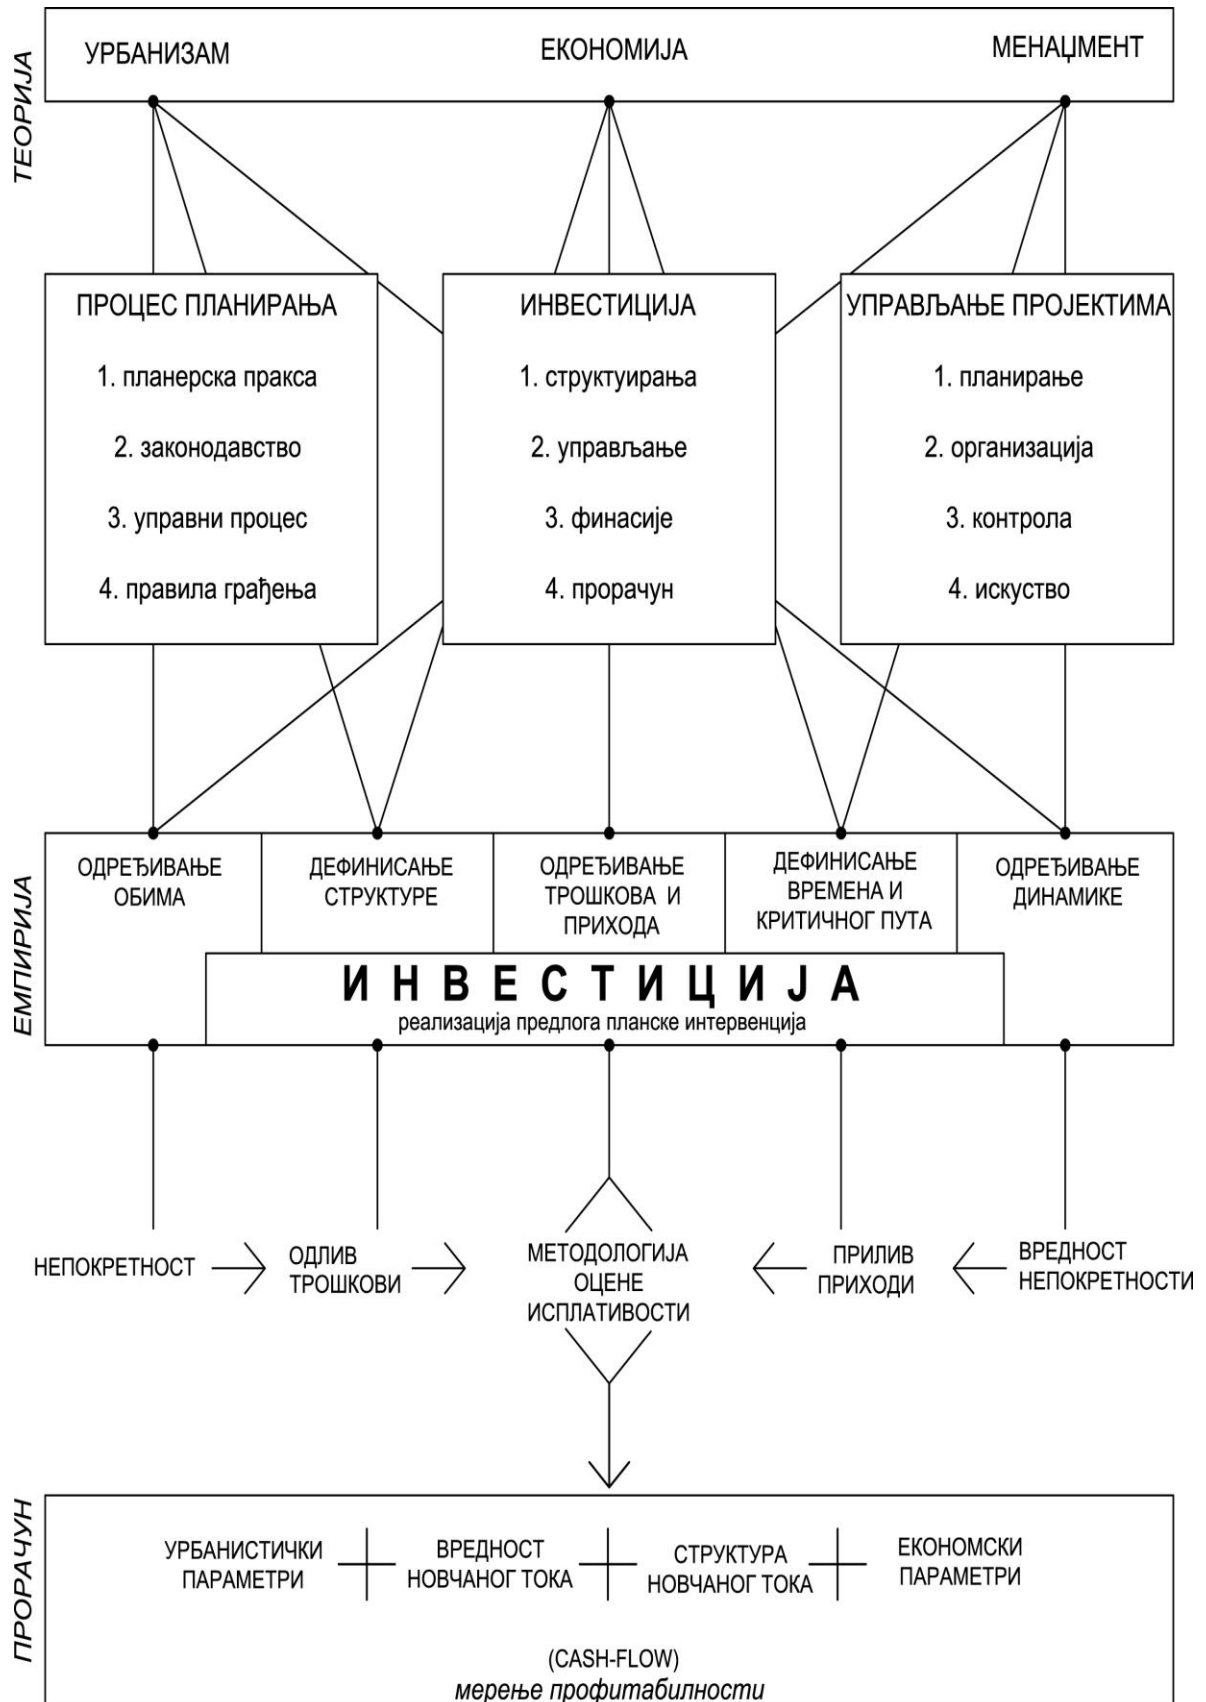 ТЕОРИЈА
УРБАНИЗАМ
ЕКОНОМИЈА
МЕНАЏМЕНТ
ПРОЦЕС ПЛАНИРАЊА
1. планерска пракса
2. законодавство
3. управни процес
4. правила грађења
ИНВЕСТИЦИЈА
1. структуирања
2. управљање
3. финасије
4. прорачун
УПРАВЉАЊЕ ПРОЈЕКТИМА
1. планирање
2. организација
3. контрола
4. искуство
ЕМПИРИЈА
ОДРЕЂИВАЊЕ
ОБИМА
ДЕФИНИСАЊЕ
СТРУКТУРЕ
ОДРЕЂИВАЊЕ
ТРОШКОВА И
ПРИХОДА
ДЕФИНИСАЊЕ
ВРЕМЕНА И
КРИТИЧНОГ ПУТА
ОДРЕЂИВАЊЕ
ДИНАМИКЕ
ИНВЕСТИЦИЈА
реализација предлога планске интервенција
НЕПОКРЕТНОСТ
ОДЛИВ
ТРОШКОВИ
МЕТОДОЛОГИЈА
ОЦЕНЕ
ИСПЛАТИВОСТИ
ПРИЛИВ
ПРИХОДИ
ВРЕДНОСТ
НЕПОКРЕТНОСТИ
ПРОРАЧУН
УРБАНИСТИЧКИ
ПАРАМЕТРИ
ВРЕДНОСТ
НОВЧАНОГ ТОКА
СТРУКТУРА
НОВЧАНОГ ТОКА
ЕКОНОМСКИ
ПАРАМЕТРИ
(CASH-FLOW)
мерење профитабилности